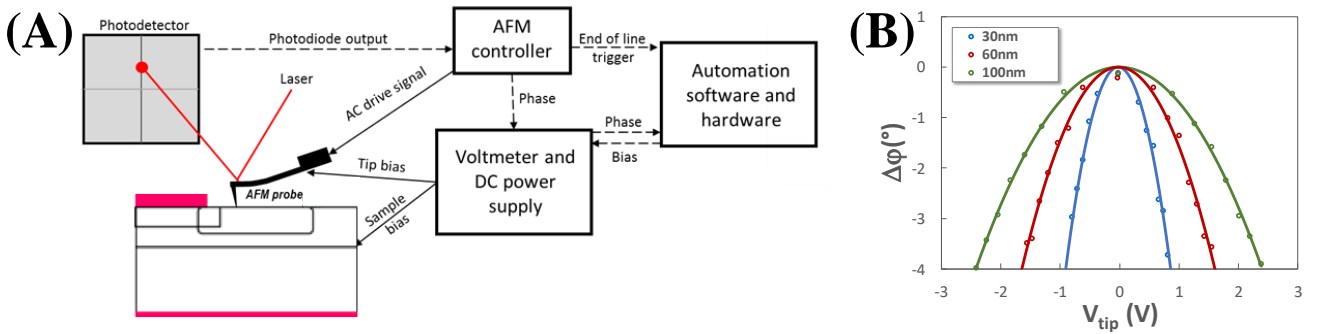 (A)
Photodetector
Photodiode output
AFM
controller
End of line
trigger
Laser
AC drive signal
Phase
Automation
software and
hardware
Phase
Bias
Voltmeter and
DC power
supply
Tip bias
AFM probe
Sample
bias
(B)
1
0
-1
-2
-3
-4
Δφ(°)
30nm
60nm
100nm
-3 -2 -1 0 1 2 3
Vtip (V)